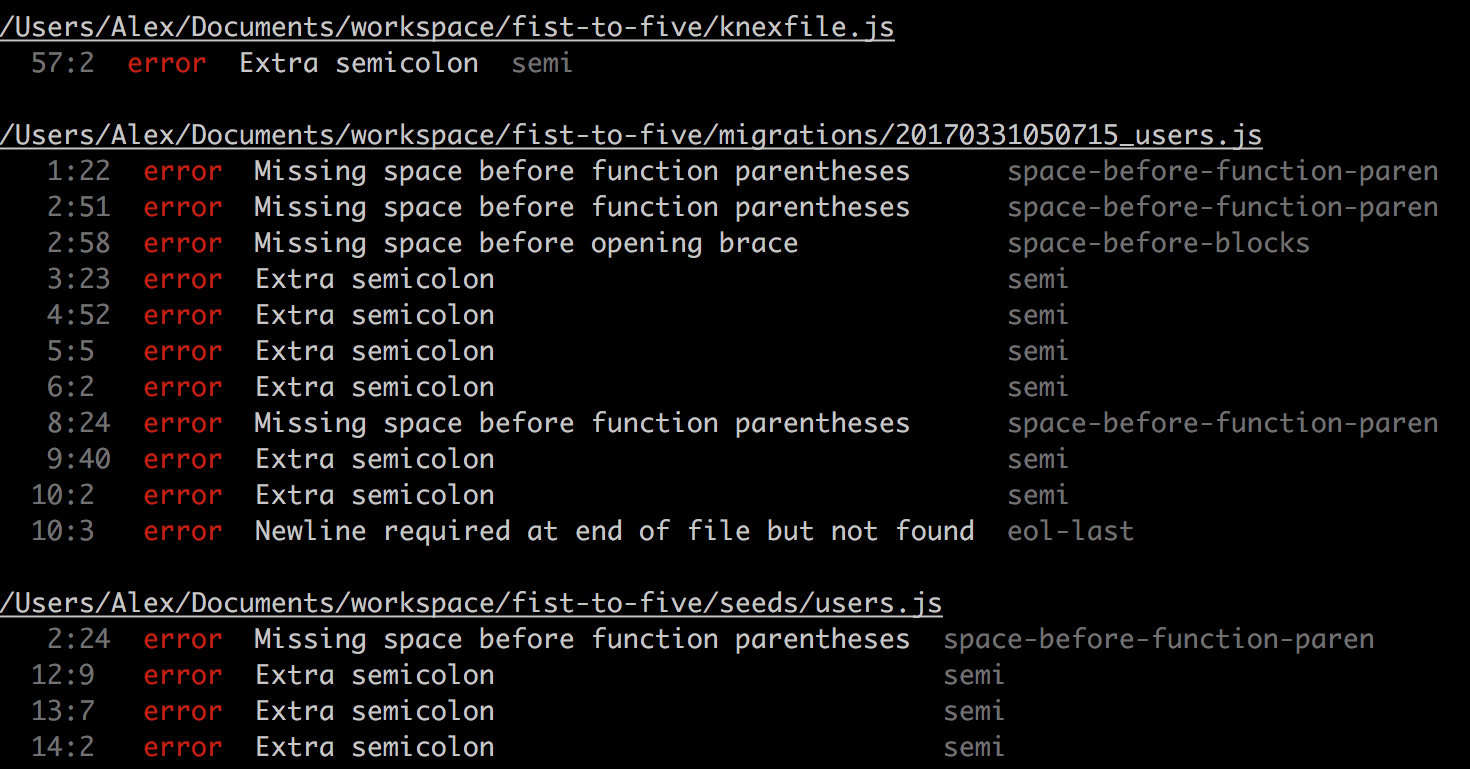 /Users/Alex/Documents/workspace/fist-to-five/knexfile.js
57:2 error Extra semicolon semi
/Users/Alex/Documents/workspace/fist-to-five/migrations/20170331050715_users.js
1:22 error Missing space before function parentheses space-before-function-paren
2:51 error Missing space before function parentheses space-before-function-paren
2:58 error Missing space before opening brace space-before-blocks
3:23 error Extra semicolon semi
4:52 error Extra semicolon semi
5:5 error Extra semicolon semi
6:2 error Extra semicolon semi
8:24 error Missing space before function parentheses space-before-function-paren
9:40 error Extra semicolon semi
10:2 error Extra semicolon semi
10:3 error Newline required at end of file but not found eol-last
/Users/Alex/Documents/workspace/fist-to-five/seeds/users.js
2:24 error Missing space before function parentheses space-before-function-paren
12:9 error Extra semicolon semi
13:7 error Extra semicolon semi
14:2 error Extra semicolon semi